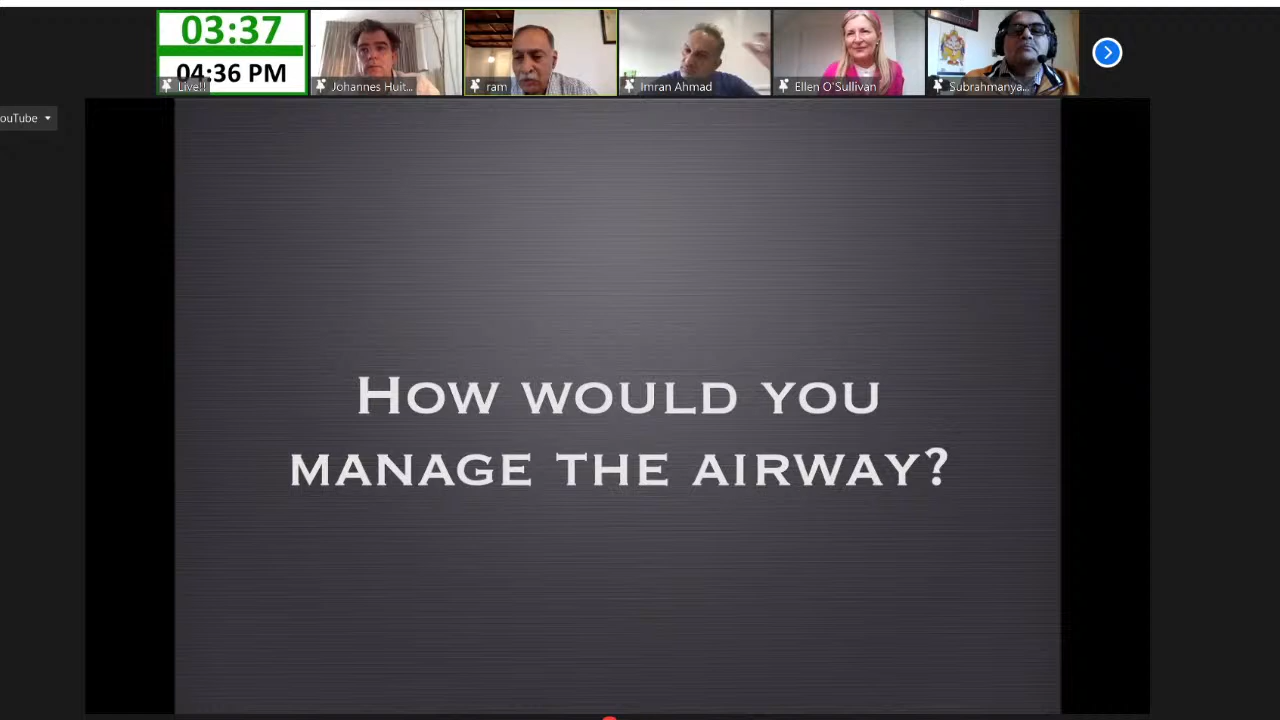 03:37
04:36 PM
Live!!
Johannes Huit...
ram
Imran Ahmad
Ellen O'Sullivan
Subrahmanya...
ouTube
How would you
manage the airway?